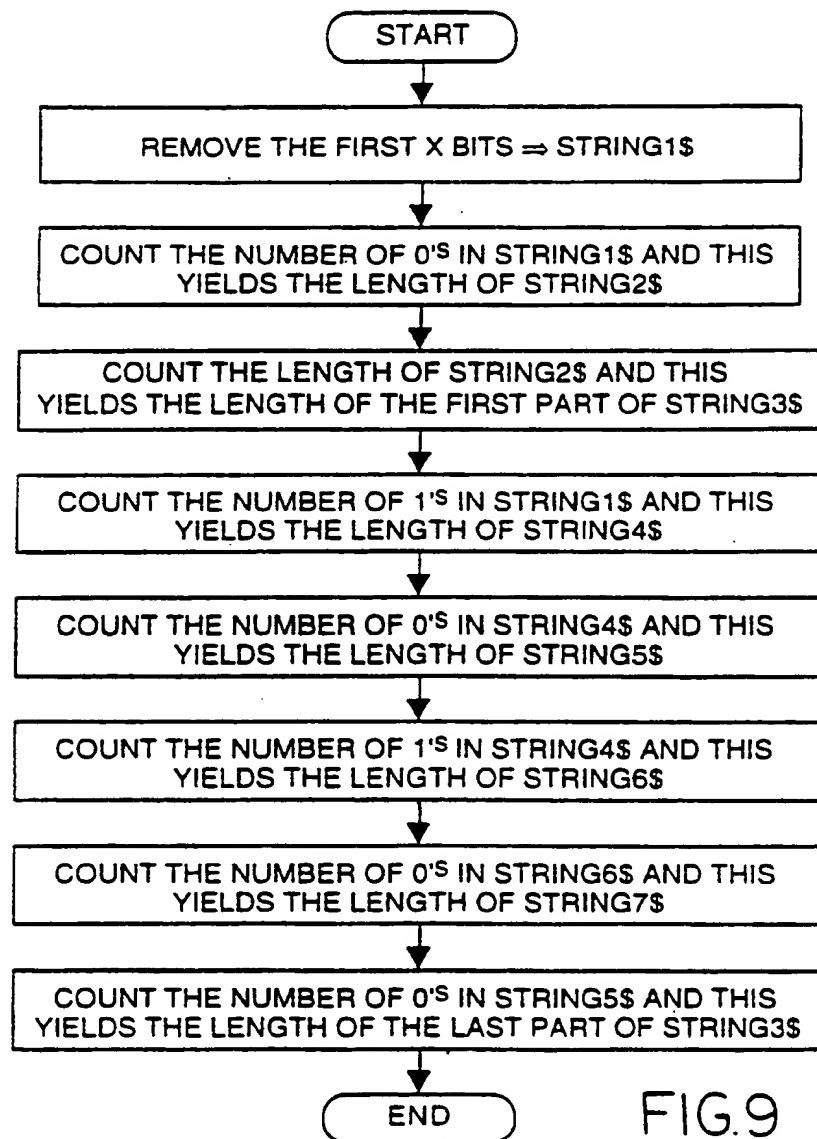 START
REMOVE THE FIRST X BITS ⇒ STRING1$
COUNT THE NUMBER OF 0'S IN STRING1$ AND THIS
YIELDS THE LENGTH OF STRING2$
COUNT THE LENGTH OF STRING2$ AND THIS
YIELDS THE LENGTH OF THE FIRST PART OF STRING3$
COUNT THE NUMBER OF 1'S IN STRING1$ AND THIS
YIELDS THE LENGTH OF STRING4$
COUNT THE NUMBER OF 0'S IN STRING4$ AND THIS
YIELDS THE LENGTH OF STRING5$
COUNT THE NUMBER OF 1'S IN STRING4$ AND THIS
YIELDS THE LENGTH OF STRING6$
COUNT THE NUMBER OF 0'S IN STRING6$ AND THIS
YIELDS THE LENGTH OF STRING7$
COUNT THE NUMBER OF 0'S IN STRING5$ AND THIS
YIELDS THE LENGTH OF THE LAST PART OF STRING3$
END
FIG.9